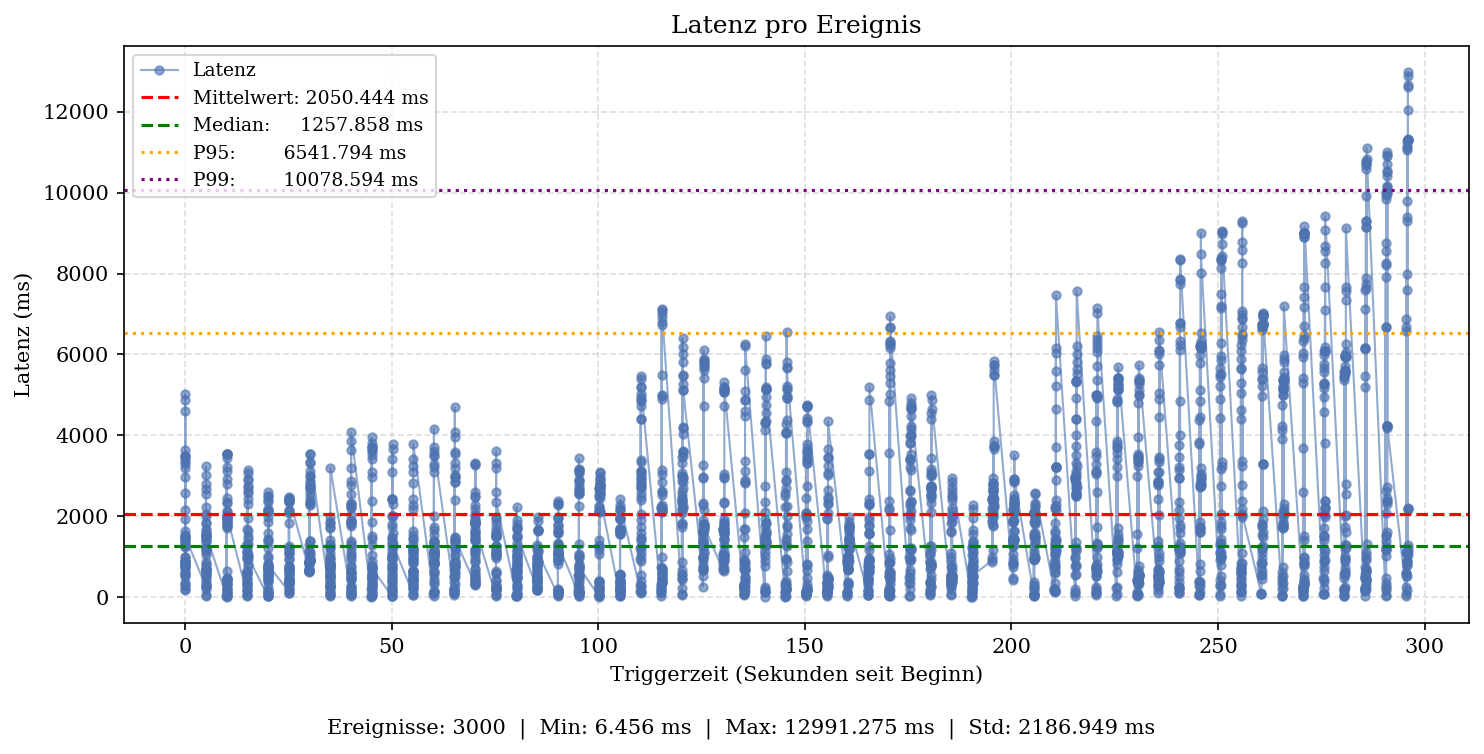 Latenz pro Ereignis
Latenz
Mittelwert: 2050.444 ms
Median: 1257.858 ms
P95: 6541.794 ms
P99: 10078.594 ms
Latenz (ms)
12000
10000
8000
6000
4000
2000
0
0 50 100 150 200 250 300
Triggerzeit (Sekunden seit Beginn)
Ereignisse: 3000 | Min: 6.456 ms | Max: 12991.275 ms | Std: 2186.949 ms